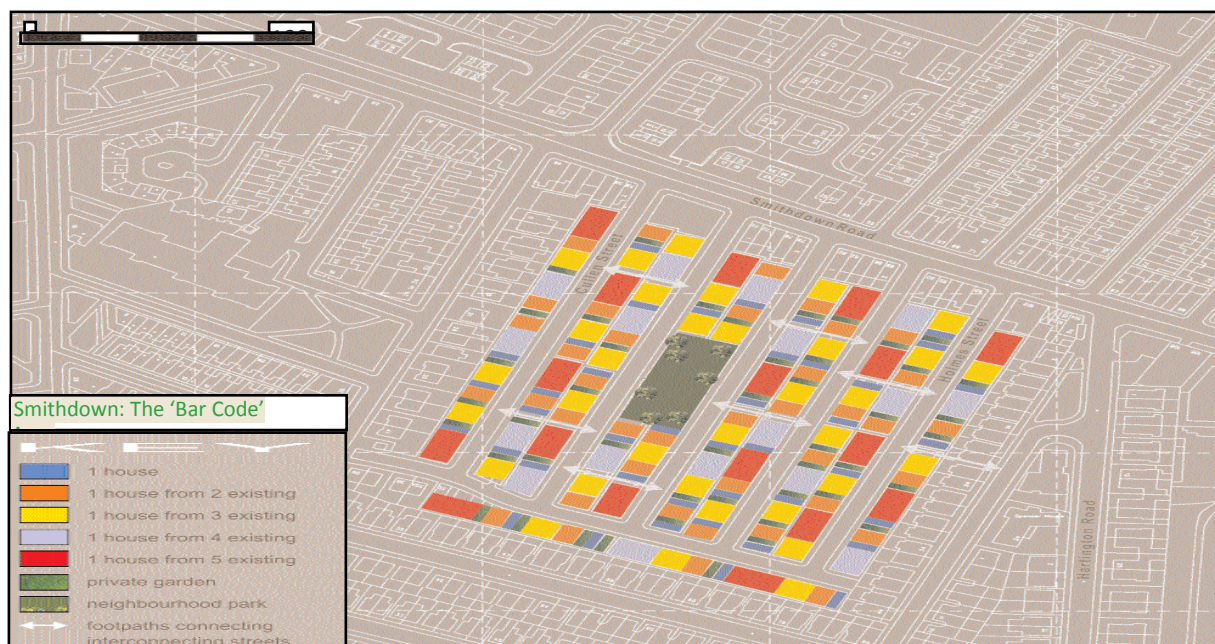 Smithdown Road
Cullen Street
Holmes Street
Hartington Road
Smithdown: The ‘Bar Code’
1 house
1 house from 2 existing
1 house from 3 existing
1 house from 4 existing
1 house from 5 existing
private garden
neighbourhood park
footpaths connecting
interconnecting streets